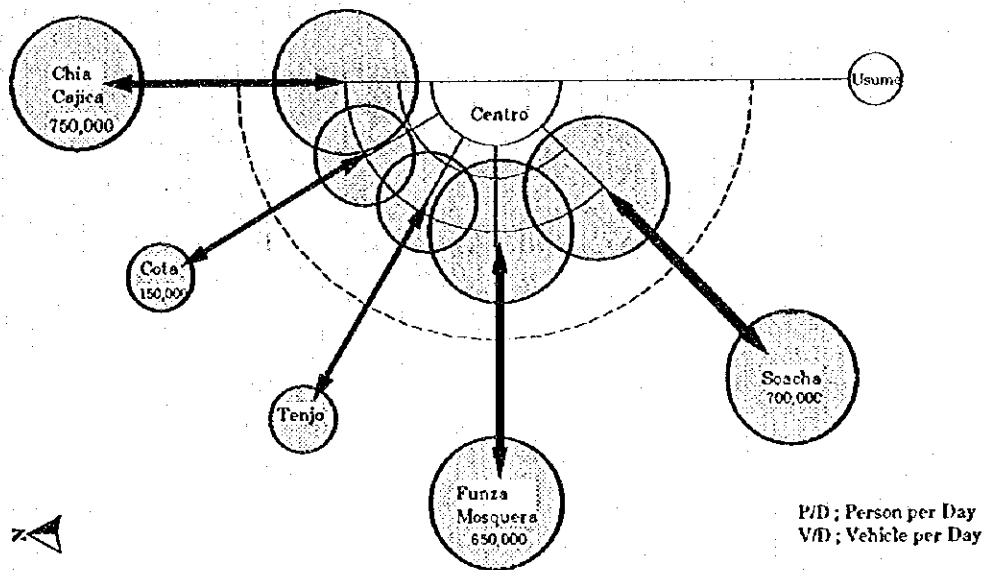 Chia
Cajica
750,000
Centro
Usume
Cota
150,000
Tenjo
Soacha
700,000
Funza
Mosquera
650,000
N
P/D ; Person per Day
V/D ; Vehicle per Day